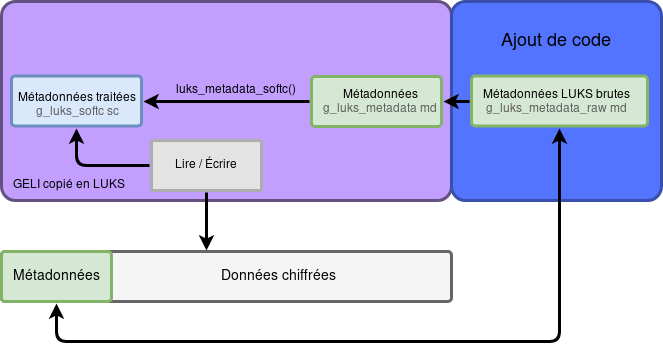 Ajout de code
Métadonnées traitées
g_luks_softc sc
luks_metadata_softc()
Métadonnées
g_luks_metadata md
Métadonnées LUKS brutes
g_luks_metadata_raw md
Lire / Écrire
GELI copié en LUKS
Métadonnées
Données chiffrées